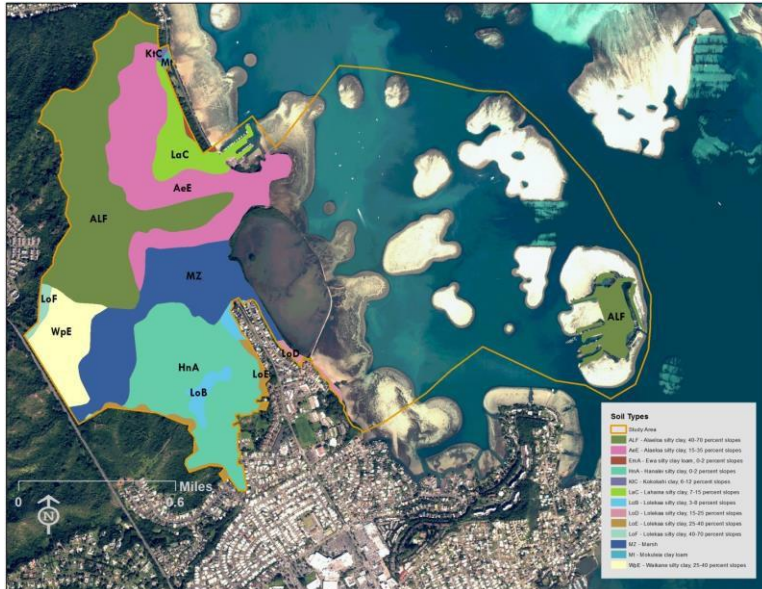 KtC
Mt
LaC
AeE
ALF
MZ
LoF
ALF
WpE
LoD
HnA
LoE
LoB
Miles
0
0.6
N
Soil Types
Study Area
ALF - Alaeloa silty clay, 40-70 percent slopes
AeE - Alaeloa silty clay, 15-35 percent slopes
EmA - Ewa silty clay loam, 0-2 percent slopes
HnA - Hanalei silty clay, 0-2 percent slopes
KtC - Kokokahi clay, 6-12 percent slopes
LaC - Lahaina silty clay, 7-15 percent slopes
LoB - Lolekaa silty clay, 3-8 percent slopes
LoD - Lolekaa silty clay, 15-25 percent slopes
LoE - Lolekaa silty clay, 25-40 percent slopes
LoF - Lolekaa silty clay, 40-70 percent slopes
MZ - Marsh
Mt - Mokuleia clay loam
WpE - Waikane silty clay, 25-40 percent slopes